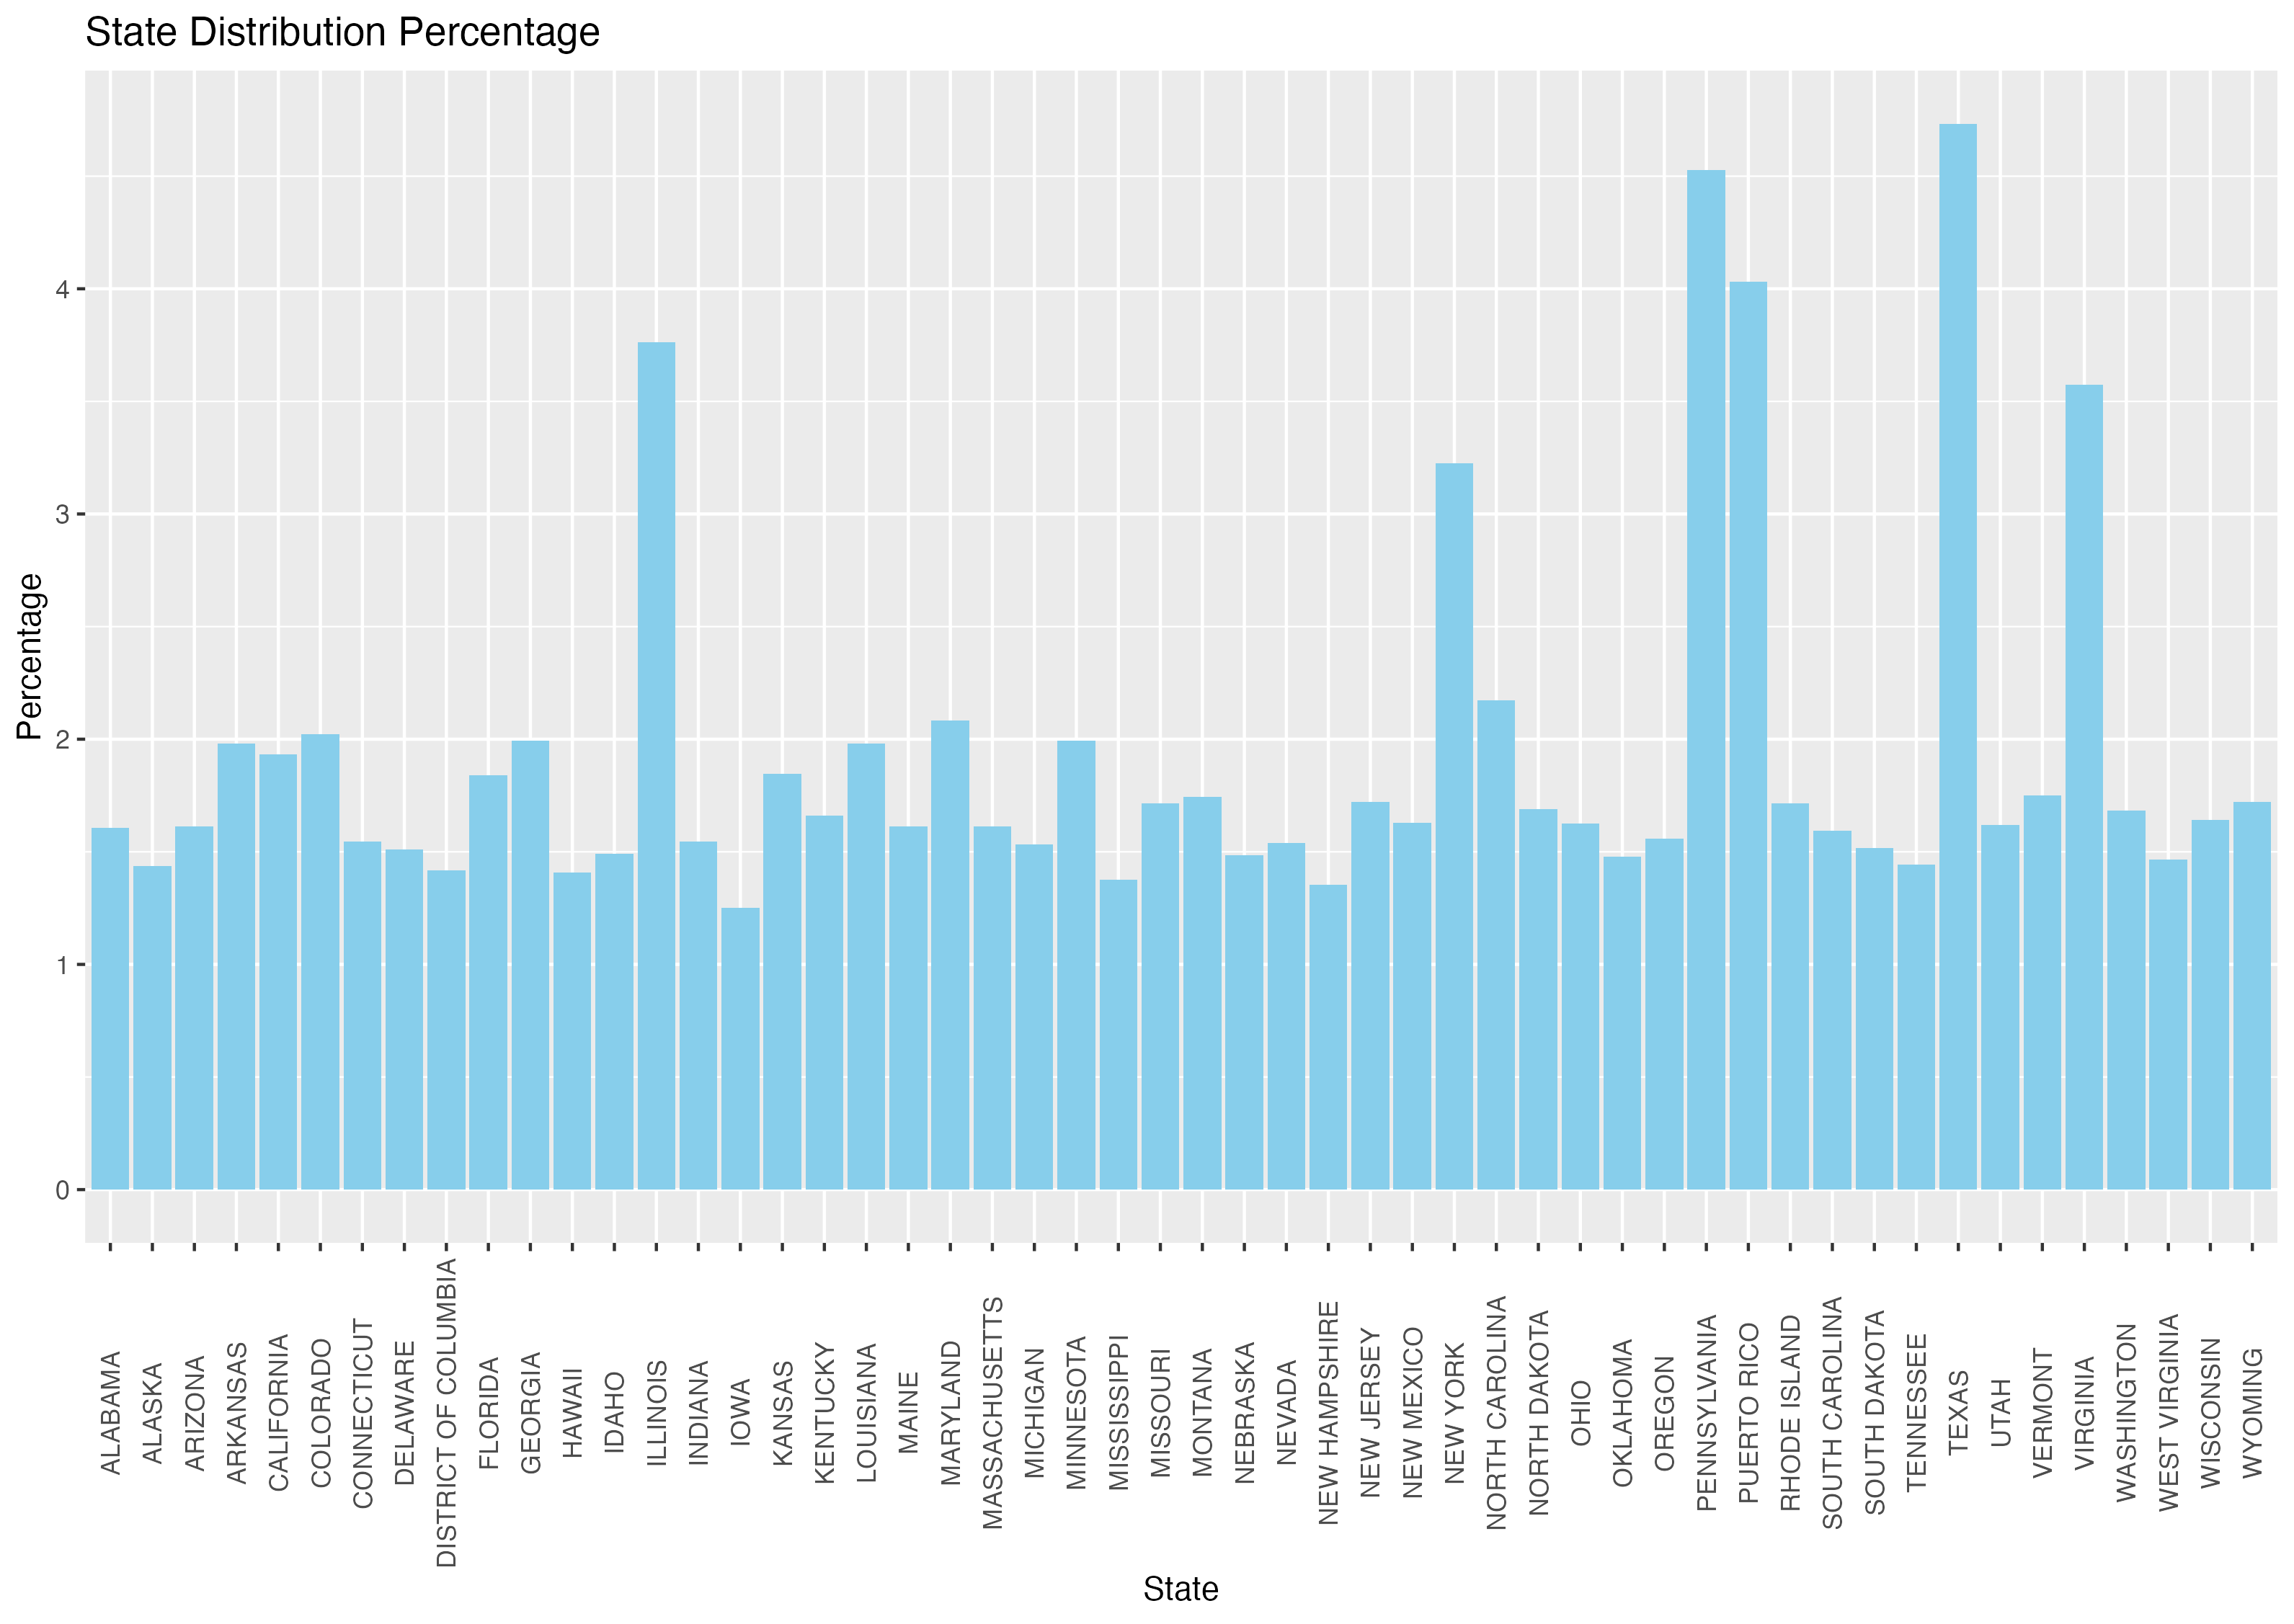 State Distribution Percentage
Percentage
4
3
2
1
0
ALABAMA
ALASKA
ARIZONA
ARKANSAS
CALIFORNIA
COLORADO
CONNECTICUT
DELAWARE
DISTRICT OF COLUMBIA
FLORIDA
GEORGIA
HAWAII
IDAHO
ILLINOIS
INDIANA
IOWA
KANSAS
KENTUCKY
LOUISIANA
MAINE
MARYLAND
MASSACHUSETTS
MICHIGAN
MINNESOTA
MISSISSIPPI
MISSOURI
MONTANA
NEBRASKA
NEVADA
NEW HAMPSHIRE
NEW JERSEY
NEW MEXICO
NEW YORK
NORTH CAROLINA
NORTH DAKOTA
OHIO
OKLAHOMA
OREGON
PENNSYLVANIA
PUERTO RICO
RHODE ISLAND
SOUTH CAROLINA
SOUTH DAKOTA
TENNESSEE
TEXAS
UTAH
VERMONT
VIRGINIA
WASHINGTON
WEST VIRGINIA
WISCONSIN
WYOMING
State